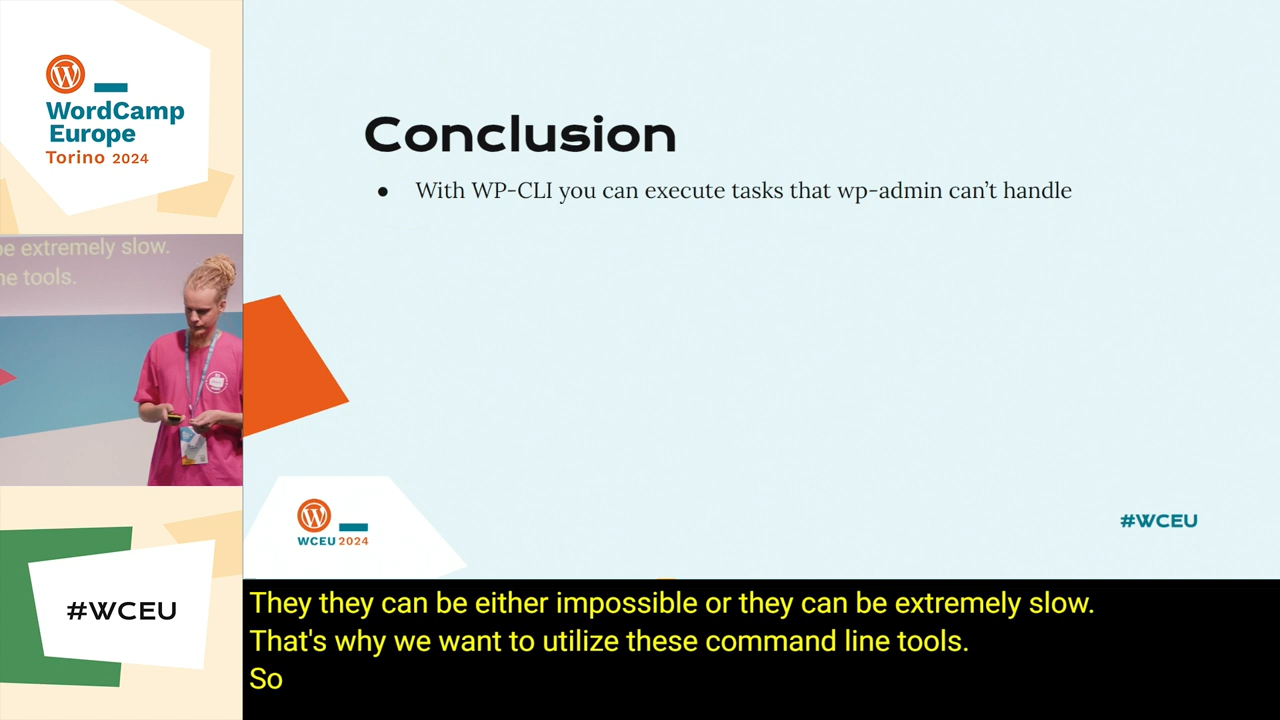 WordCamp
Europe
Torino 2024
be extremely slow.
ne tools.
#WCEU
Conclusion
● With WP-CLI you can execute tasks that wp-admin can’t handle
WCEU 2024
#WCEU
They they can be either impossible or they can be extremely slow.
That's why we want to utilize these command line tools.
So